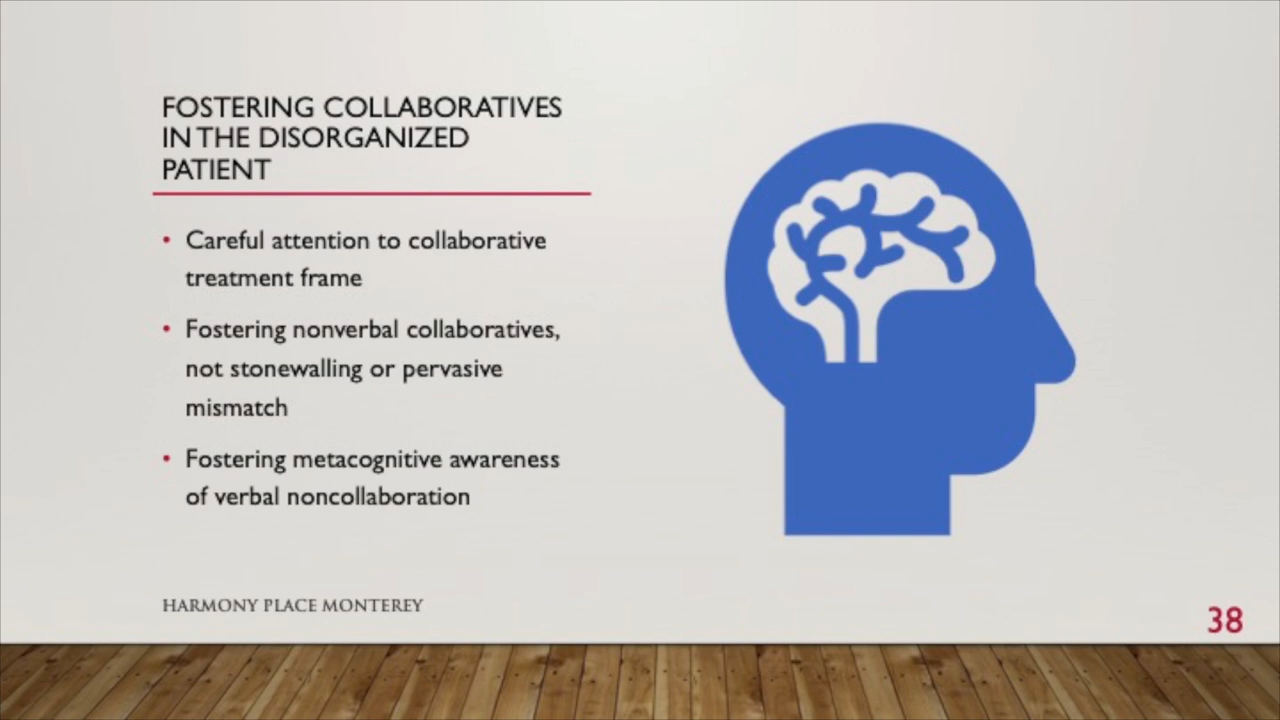 FOSTERING COLLABORATIVES
IN THE DISORGANIZED
PATIENT
• Careful attention to collaborative
treatment frame
• Fostering nonverbal collaboratives,
not stonewalling or pervasive
mismatch
• Fostering metacognitive awareness
of verbal noncollaboration
HARMONY PLACE MONTEREY
38